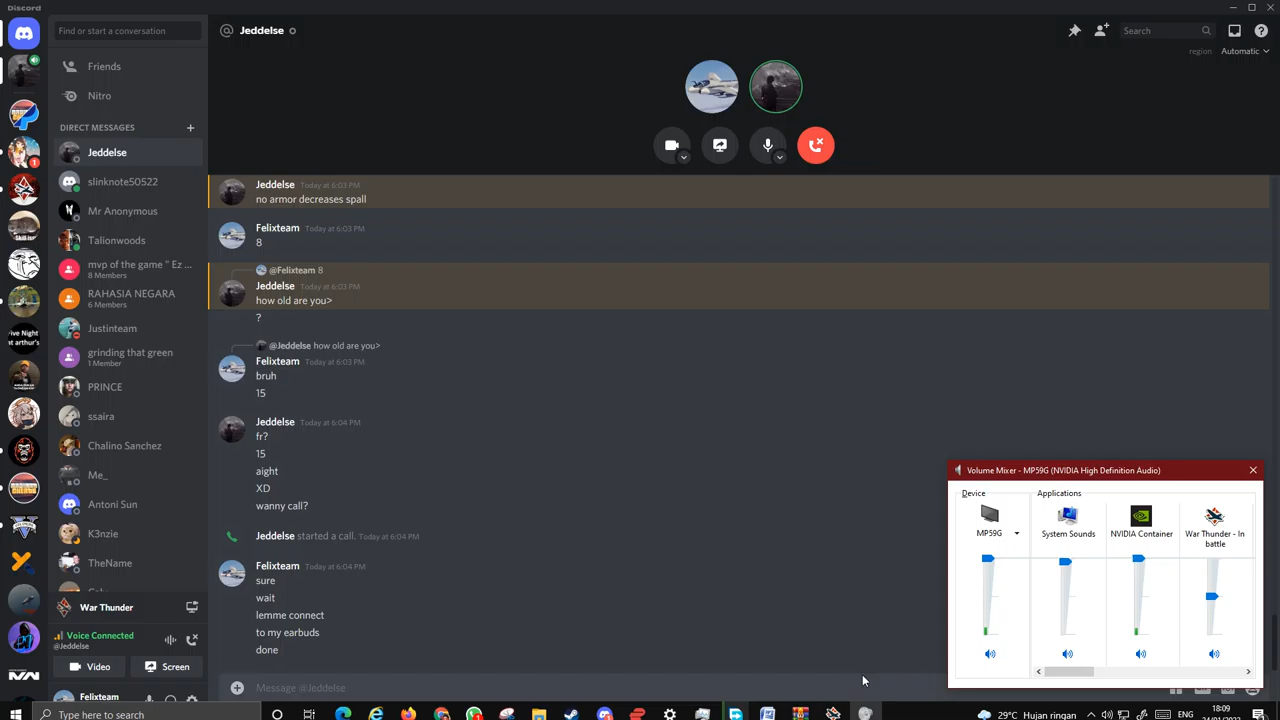 Discord
Find or start a conversation
Jeddelse
Search
region Automatic
Friends
Nitro
DIRECT MESSAGES
Jeddelse
slinknote50522
Mr Anonymous
Talionwoods
mvp of the game " Ez ...
8 Members
RAHASIA NEGARA
6 Members
Justinteam
grinding that green
1 Member
PRINCE
ssaira
Chalino Sanchez
Me_
Antoni Sun
K3nzie
TheName
War Thunder
Voice Connected
@Jeddelse
Video
Screen
Felixteam
Jeddelse Today at 6:03 PM
no armor decreases spall
Felixteam Today at 6:03 PM
8
@Felixteam 8
Jeddelse Today at 6:03 PM
how old are you>
?
@Jeddelse how old are you>
Felixteam Today at 6:03 PM
bruh
15
Jeddelse Today at 6:04 PM
fr?
15
aight
XD
wanny call?
Jeddelse started a call. Today at 6:04 PM
Felixteam Today at 6:04 PM
sure
wait
lemme connect
to my earbuds
done
Message @Jeddelse
Volume Mixer - MP59G (NVIDIA High Definition Audio)
Device
Applications
MP59G
System Sounds
NVIDIA Container
War Thunder - In
battle
1
Type here to search
29°C Hujan ringan
18:09